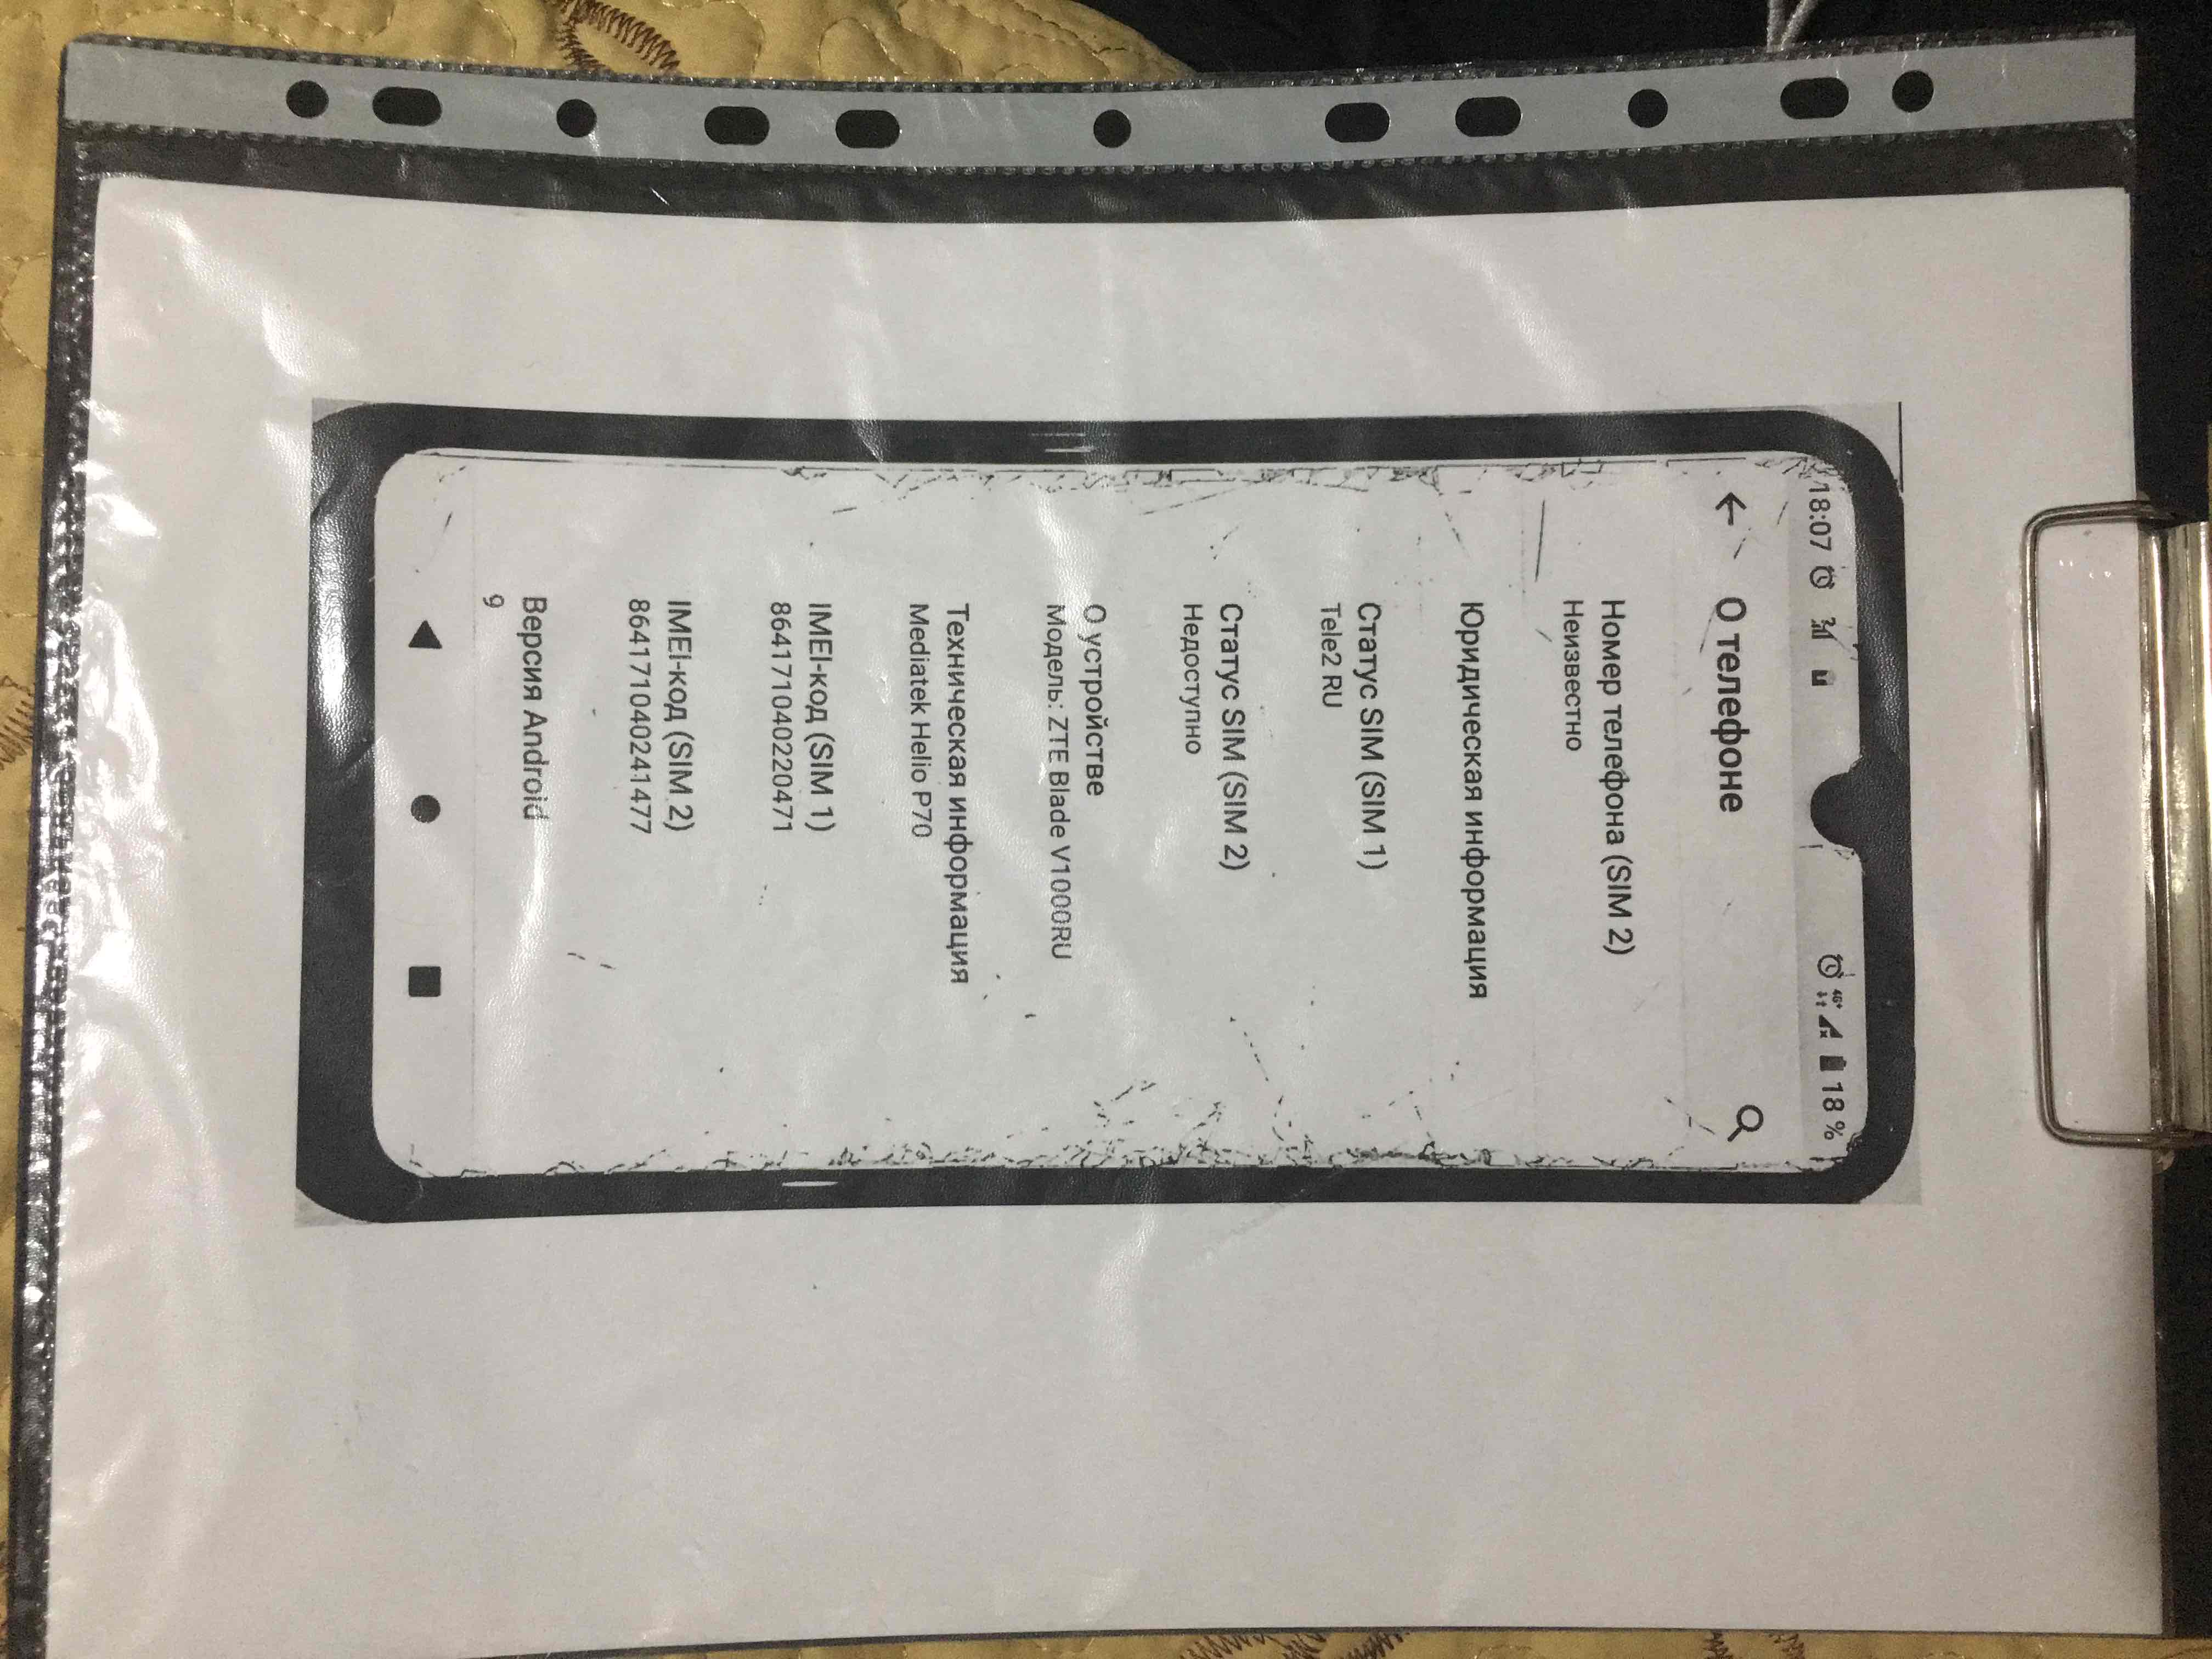 18:07
18 %
О телефоне
Номер телефона (SIM 2)
Неизвестно
Юридическая информация
Статус SIM (SIM 1)
Tele2 RU
Статус SIM (SIM 2)
Недоступно
О устройстве
Модель: ZTE Blade V1000RU
Техническая информация
Mediatek Helio P70
IMEI-код (SIM 1)
864171040220471
IMEI-код (SIM 2)
864171040241477
Версия Android
9